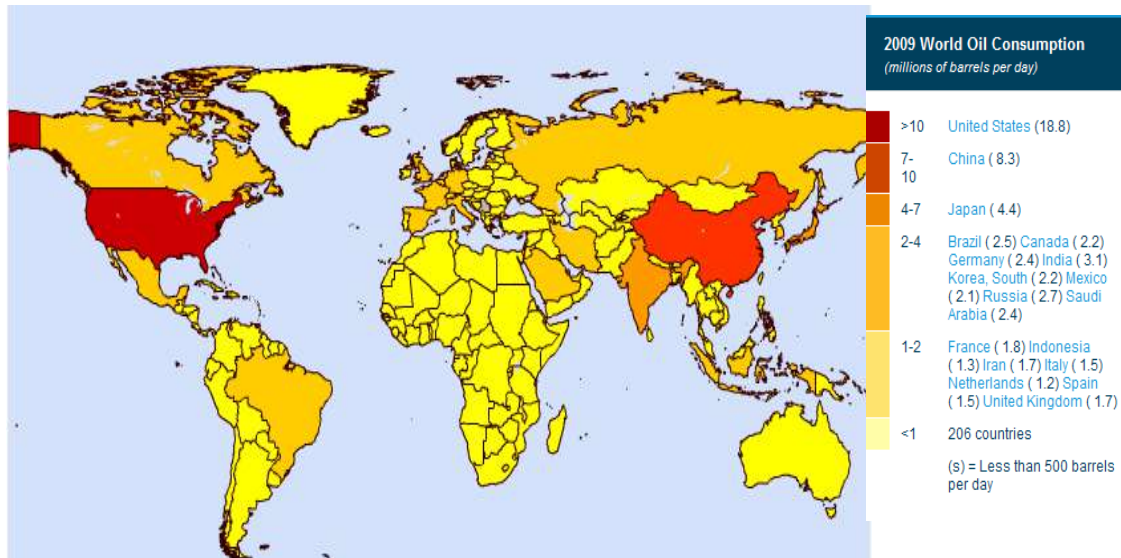 2009 World Oil Consumption
(millions of barrels per day)
>10 United States (18.8)
7- China ( 8.3)
10
4-7 Japan ( 4.4)
2-4 Brazil ( 2.5) Canada ( 2.2)
Germany ( 2.4) India ( 3.1)
Korea, South ( 2.2) Mexico
( 2.1) Russia ( 2.7) Saudi
Arabia ( 2.4)
1-2 France ( 1.8) Indonesia
( 1.3) Iran ( 1.7) Italy ( 1.5)
Netherlands ( 1.2) Spain
( 1.5) United Kingdom ( 1.7)
<1 206 countries
(s) = Less than 500 barrels
per day